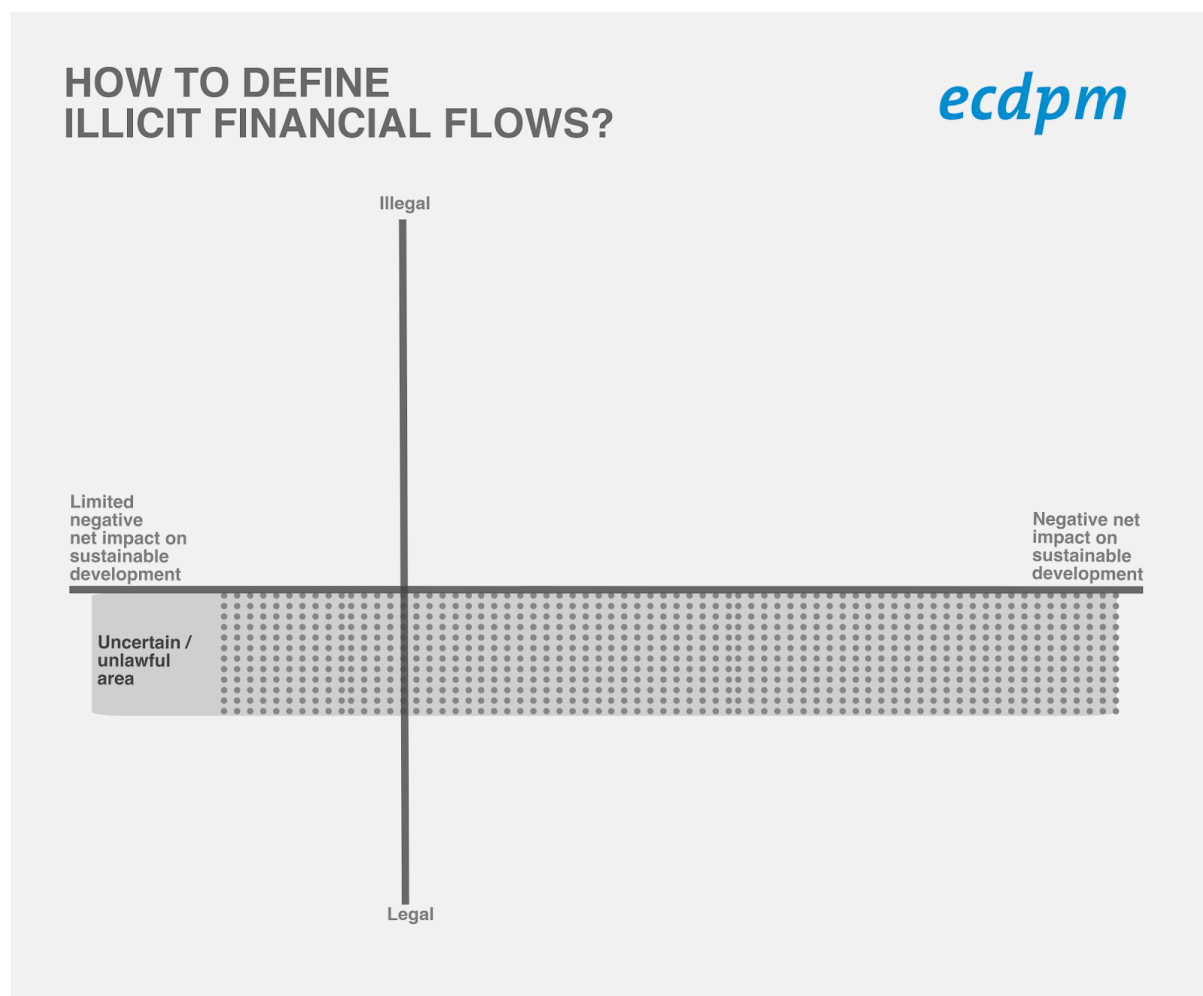 HOW TO DEFINE
ILLICIT FINANCIAL FLOWS?
ecdpm
Illegal
Limited
negative
net impact on
sustainable
development
Negative net
impact on
sustainable
development
Uncertain /
unlawful
area
Legal